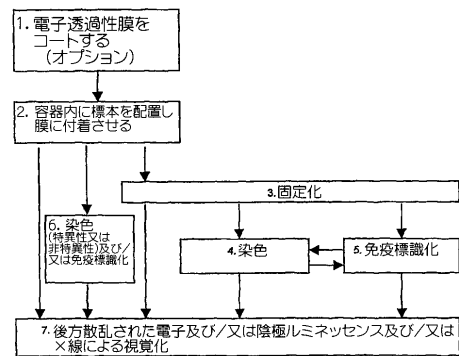 1. 電子透過性膜を
コートする
(オプション)
2. 容器内に標本を配置し
膜に付着させる
3.固定化
6. 染色
(特異性又は
非特異性)及び/
又は免疫標識化
4.染色
5.免疫標識化
7.後方散乱された電子及び/又は陰極ルミネッセンス及び/又は
×線による視覚化